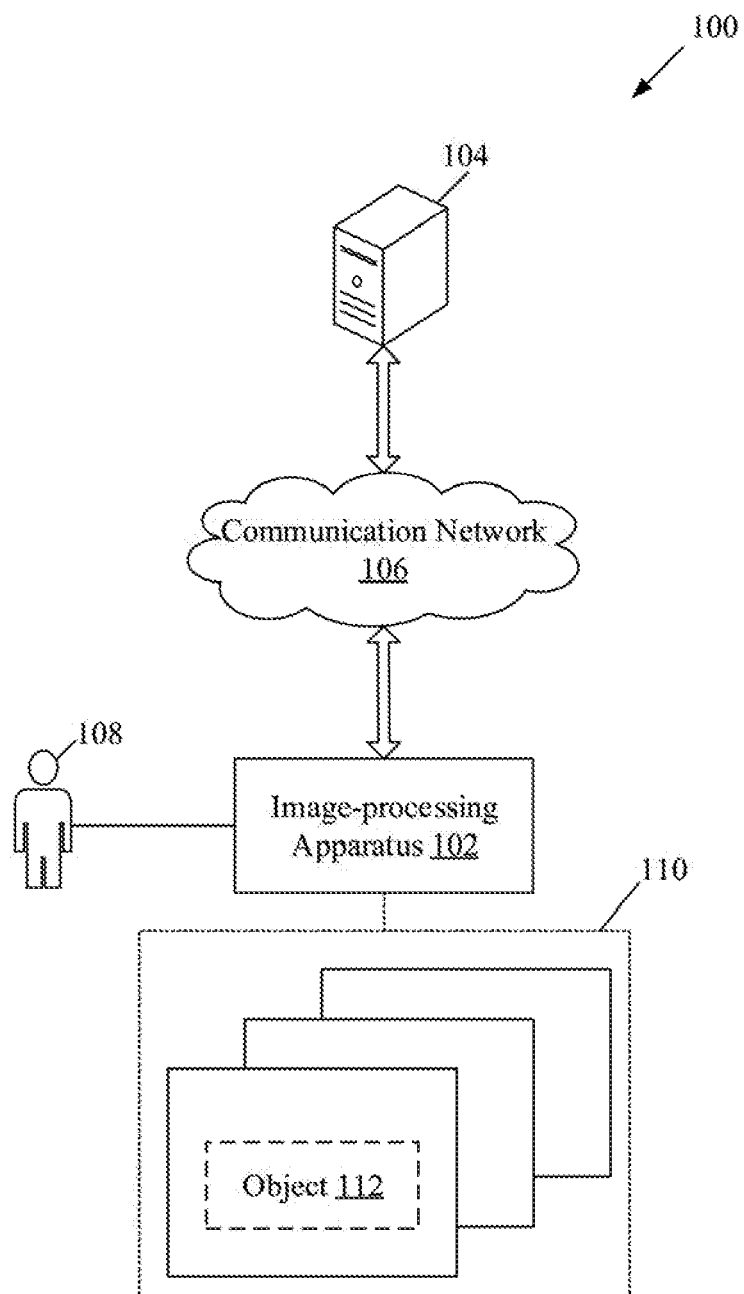 100
104
Communication Network
106
108
Image-processing
Apparatus 102
110
Object 112